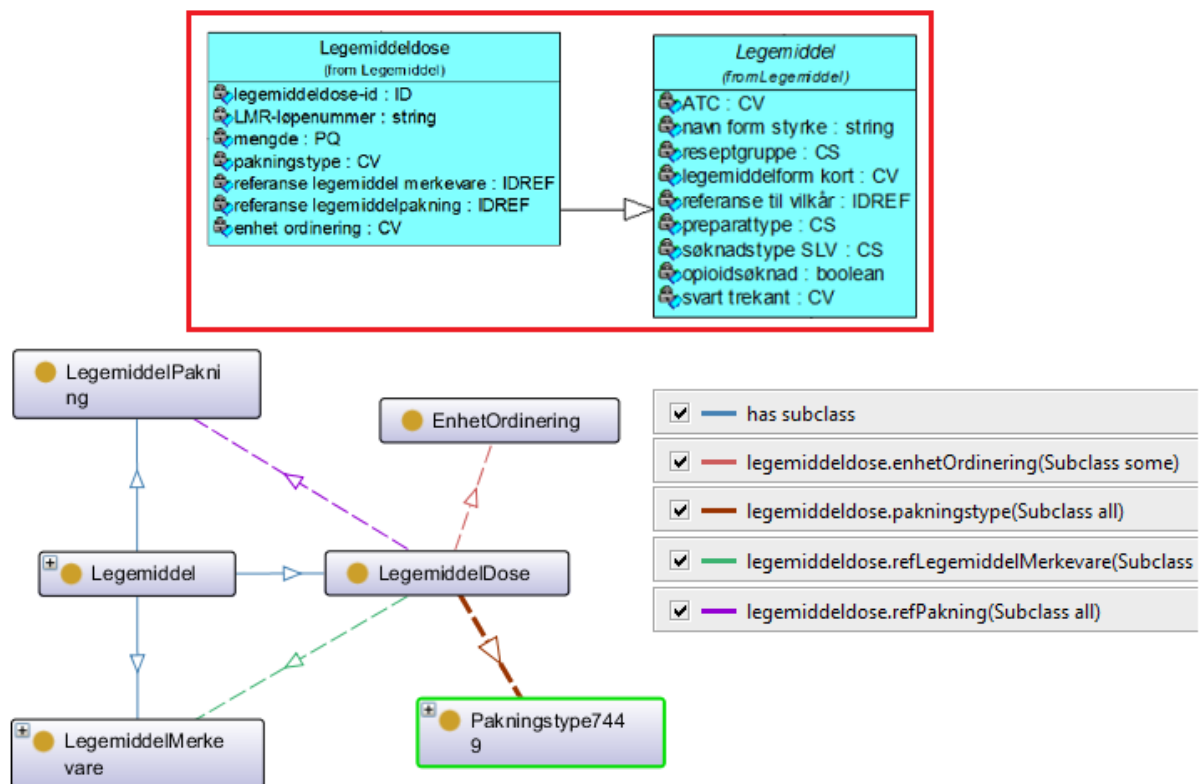 Legemiddeldose
(from Legemiddel)
legemiddeldose-id : ID
LMR-løpenummer : string
mengde : PQ
pakningstype : CV
referanse legemiddel merkevare : IDREF
referanse legemiddelpakning : IDREF
enhet ordinering : CV
Legemiddel
(from Legemiddel)
ATC : CV
navn form styrke : string
reseptgruppe : CS
legemiddelform kort : CV
referanse til vilkår : IDREF
preparattype : CS
søknadstype SLV : CS
opioidsøknad : boolean
svart trekant : CV
LegemiddelPakni
ng
EnhetOrdinering
Legemiddel
LegemiddelDose
LegemiddelMerke
vare
Pakningstype744
9
has subclass
legemiddeldose.enhetOrdinering(Subclass some)
legemiddeldose.pakningstype(Subclass all)
legemiddeldose.refLegemiddelMerkevare(Subclass
legemiddeldose.refPakning(Subclass all)